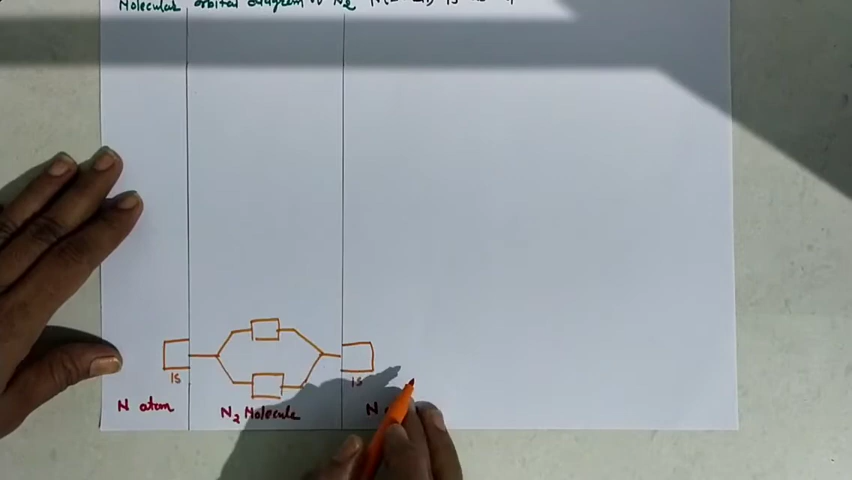 Molecular orbital diagram of N₂
1S 1S
N atom N₂ Molecule N